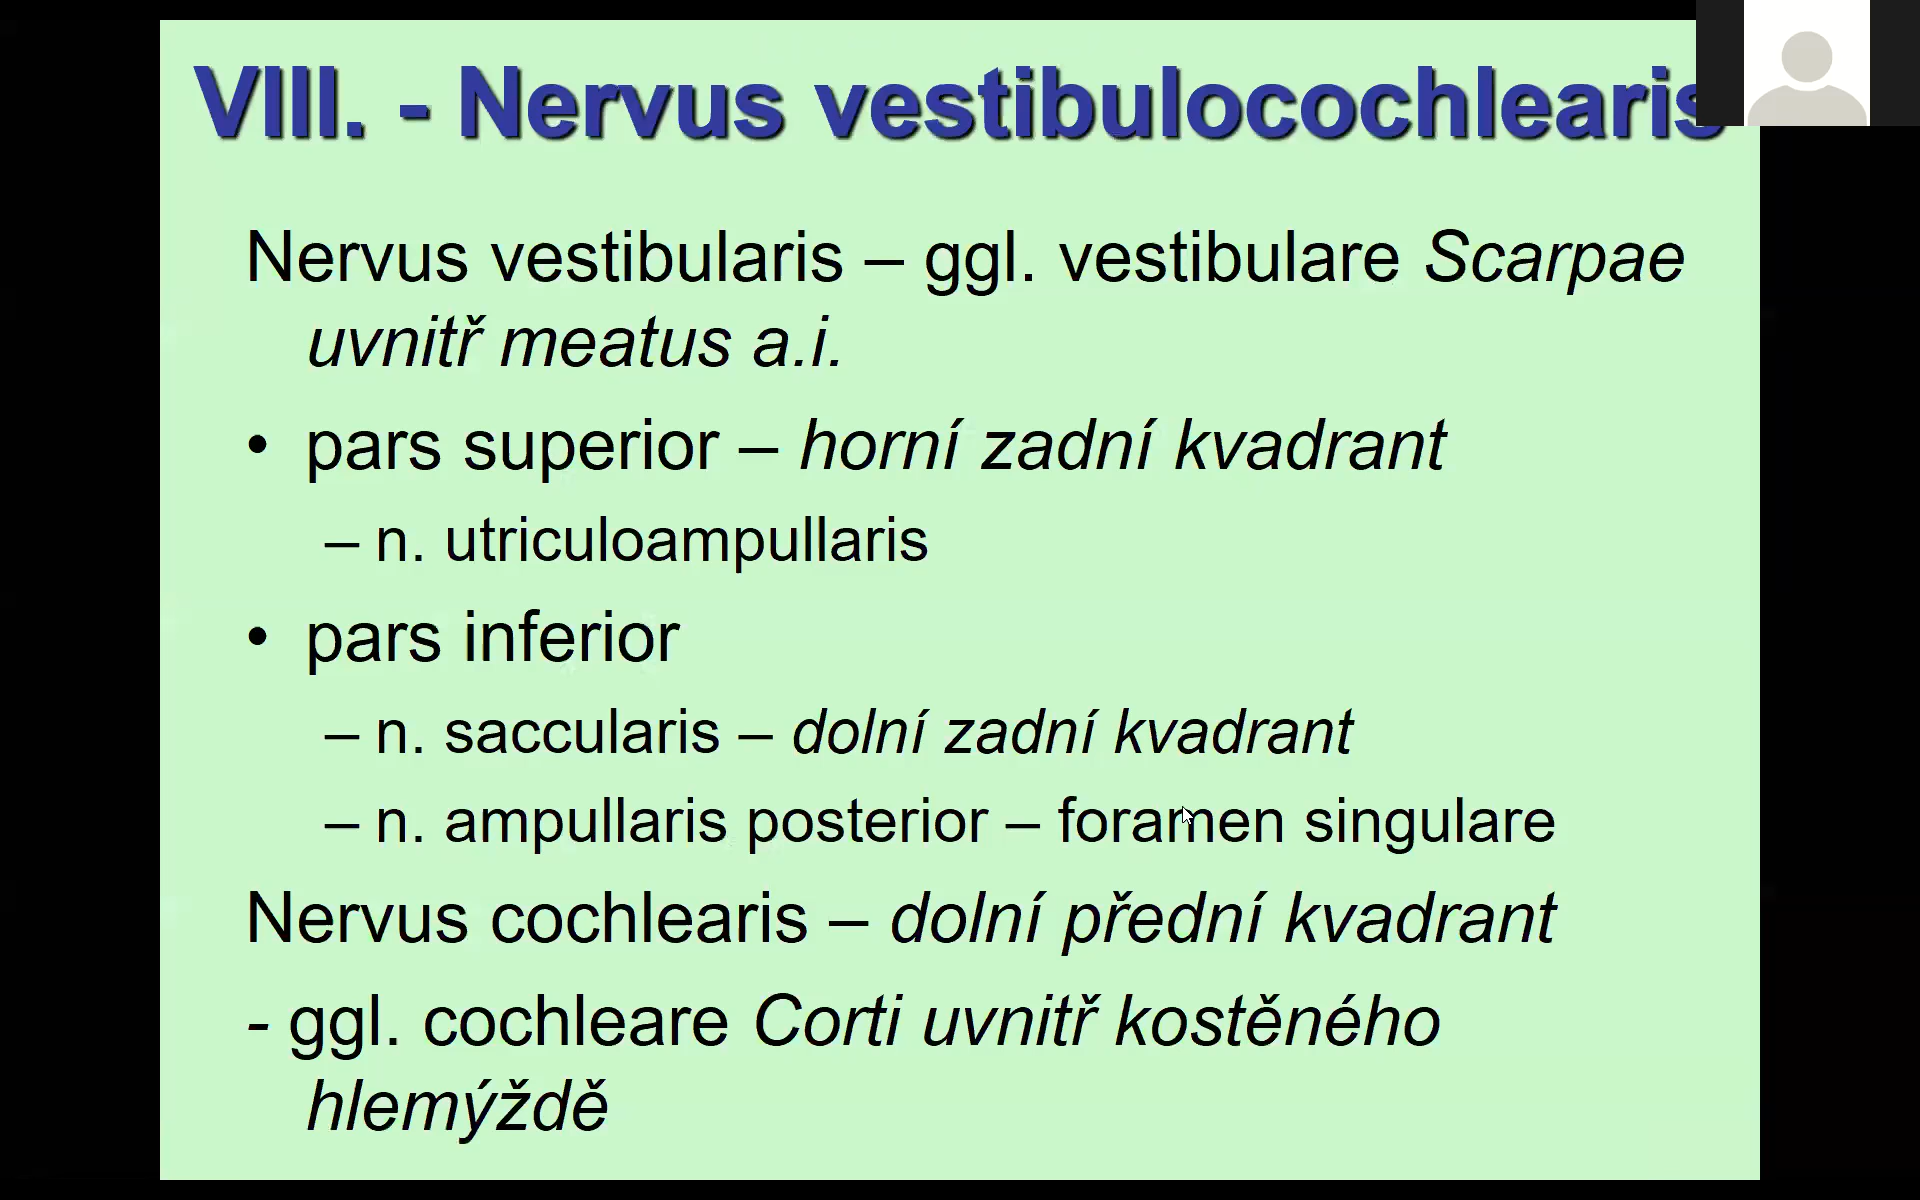 VIII. - Nervus vestibulocochlearis
Nervus vestibularis – ggl. vestibulare Scarpae
uvnitř meatus a.i.
• pars superior – horní zadní kvadrant
– n. utriculoampullaris
• pars inferior
– n. saccularis – dolní zadní kvadrant
– n. ampullaris posterior – foramen singulare
Nervus cochlearis – dolní přední kvadrant
- ggl. cochleare Corti uvnitř kostěného
hlemýždě